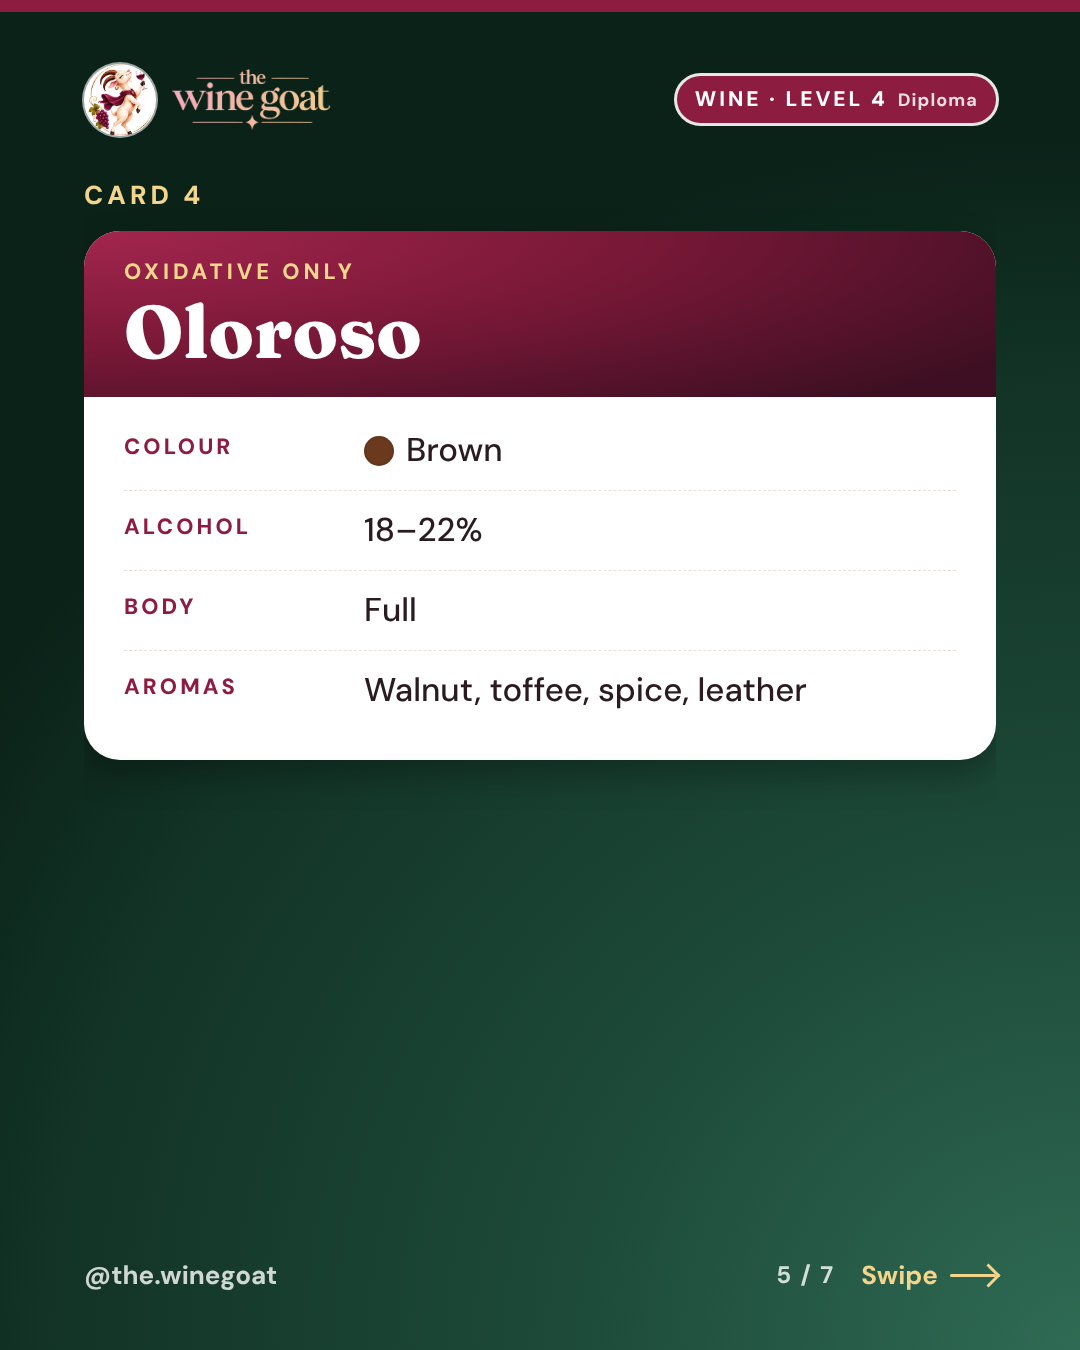 the
wine goat
WINE · LEVEL 4 Diploma
CARD 4
OXIDATIVE ONLY
Oloroso
COLOUR Brown
ALCOHOL 18–22%
BODY Full
AROMAS Walnut, toffee, spice, leather
@the.winegoat 5 / 7 Swipe